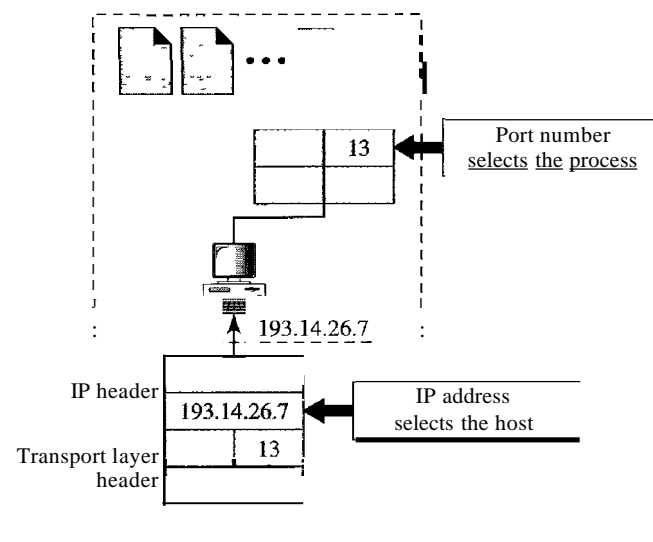 13
Port number
selects the process
193.14.26.7
IP header
193.14.26.7
IP address
selects the host
13
Transport layer
header